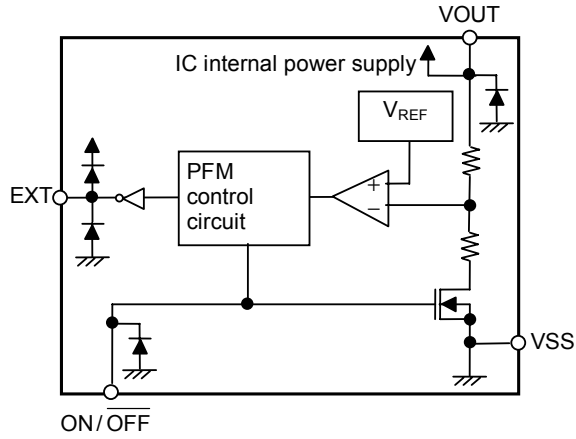 VOUT
IC internal power supply
VREF
PFM
control
circuit
EXT
+
−
VSS
ON/OFF